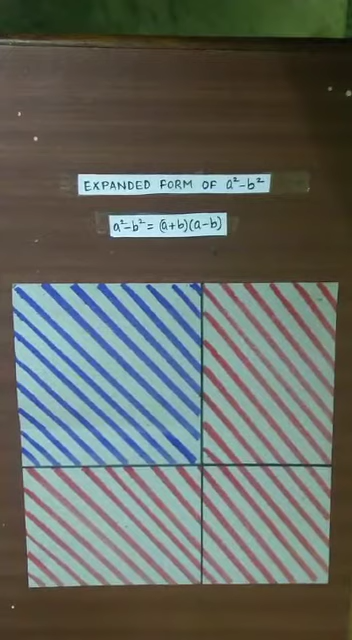 EXPANDED FORM OF a²-b²
a²-b² = (a+b)(a-b)